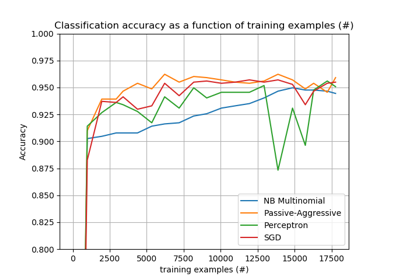 Classification accuracy as a function of training examples (#)
1.000
0.975
0.950
0.925
0.900
0.875
0.850
0.825
0.800
Accuracy
NB Multinomial
Passive-Aggressive
Perceptron
SGD
0 2500 5000 7500 10000 12500 15000 17500
training examples (#)